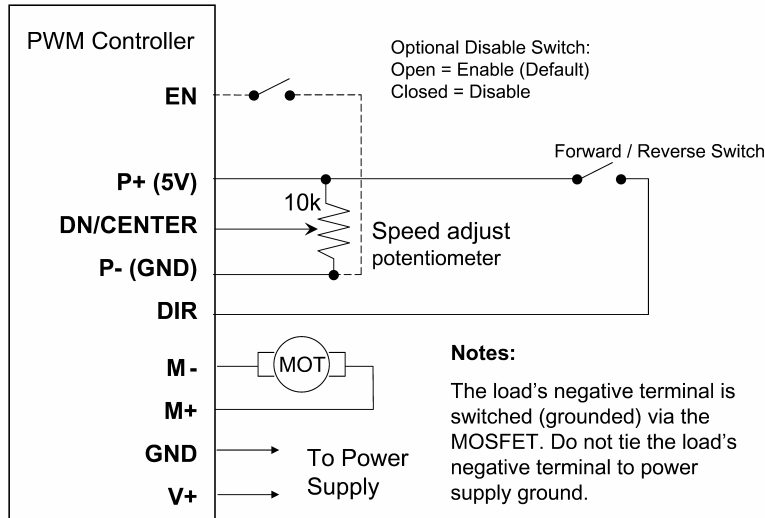 PWM Controller
Optional Disable Switch:
Open = Enable (Default)
Closed = Disable
EN
Forward / Reverse Switch
P+ (5V)
10k
DN/CENTER
Speed adjust
potentiometer
P- (GND)
DIR
M -
MOT
M+
GND
To Power
Supply
V+
Notes:
The load's negative terminal is
switched (grounded) via the
MOSFET. Do not tie the load's
negative terminal to power
supply ground.